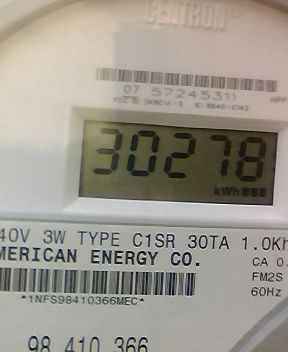 CENTRON®
07 57245311
30278
kWh
40V 3W TYPE C1SR 30TA 1.0Kh
MERICAN ENERGY CO.
CA 0.
FM2S
60Hz
*1NFS98410366MEC*
98 410 366